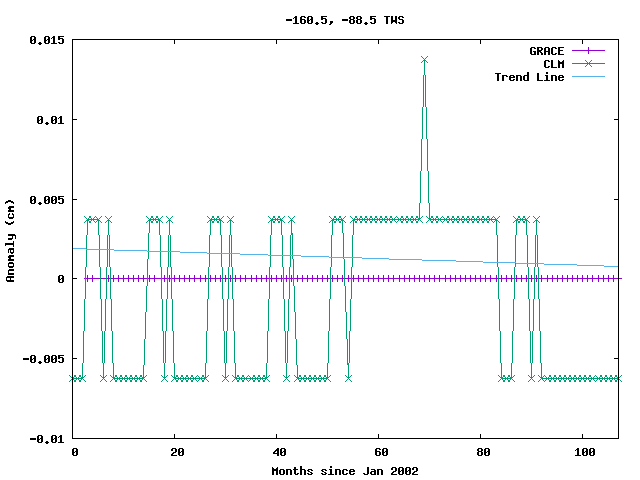 -160.5, -88.5 TWS
0.015
0.01
0.005
0
-0.005
-0.01
Anomaly (cm)
GRACE
CLM
Trend Line
0 20 40 60 80 100
Months since Jan 2002